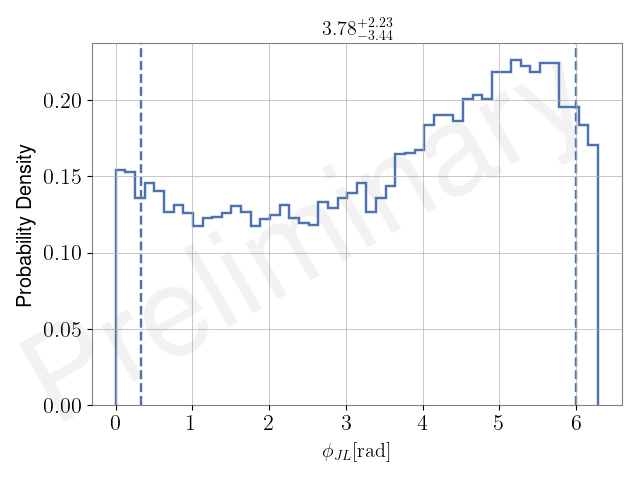 3.78^{+2.23}_{-3.44}
Probability Density
0.20
0.15
0.10
0.05
0.00
0 1 2 3 4 5 6
ϕ_{JL}[rad]
Preliminary